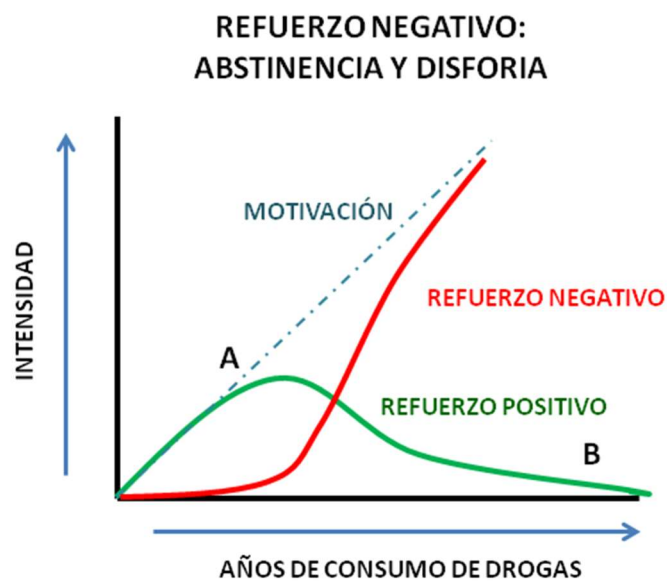 REFUERZO NEGATIVO:
ABSTINENCIA Y DISFORIA
MOTIVACIÓN
INTENSIDAD
REFUERZO NEGATIVO
A
REFUERZO POSITIVO
B
AÑOS DE CONSUMO DE DROGAS